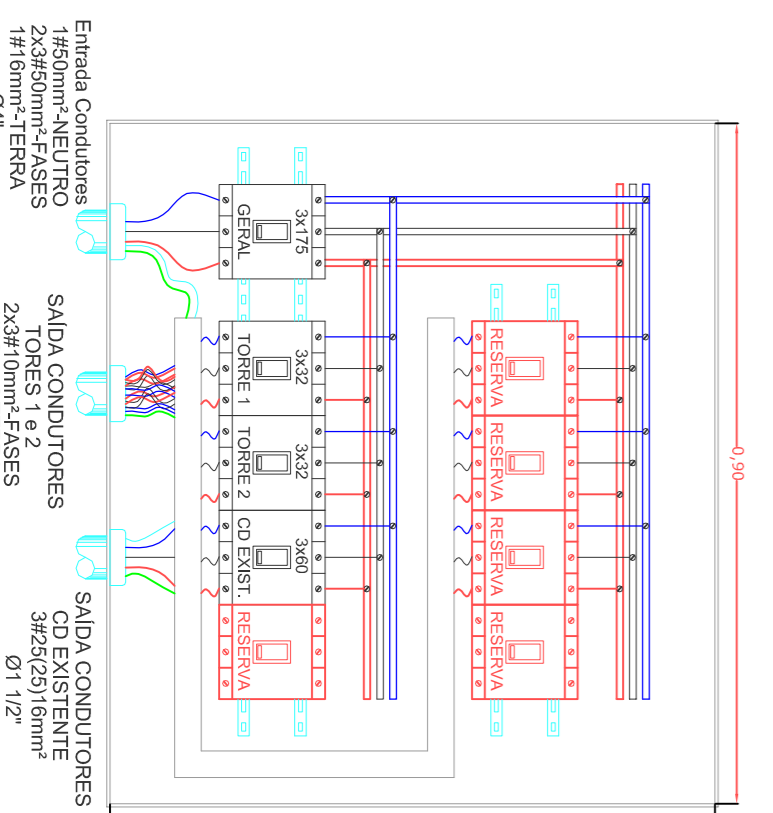 Entrada Condutores
1#50mm²-NEUTRO
2x3#50mm²-FASES
1#16mm²-TERRA
SAÍDA CONDUTORES
TORES 1 e 2
2x3#10mm²-FASES
SAÍDA CONDUTORES
CD EXISTENTE
3#25(25)16mm²
Ø1 1/2"
3x175
GERAL
3x32
TORRE 1
3x32
TORRE 2
3x60
CD EXIST.
RESERVA
RESERVA
RESERVA
RESERVA
RESERVA
0,90